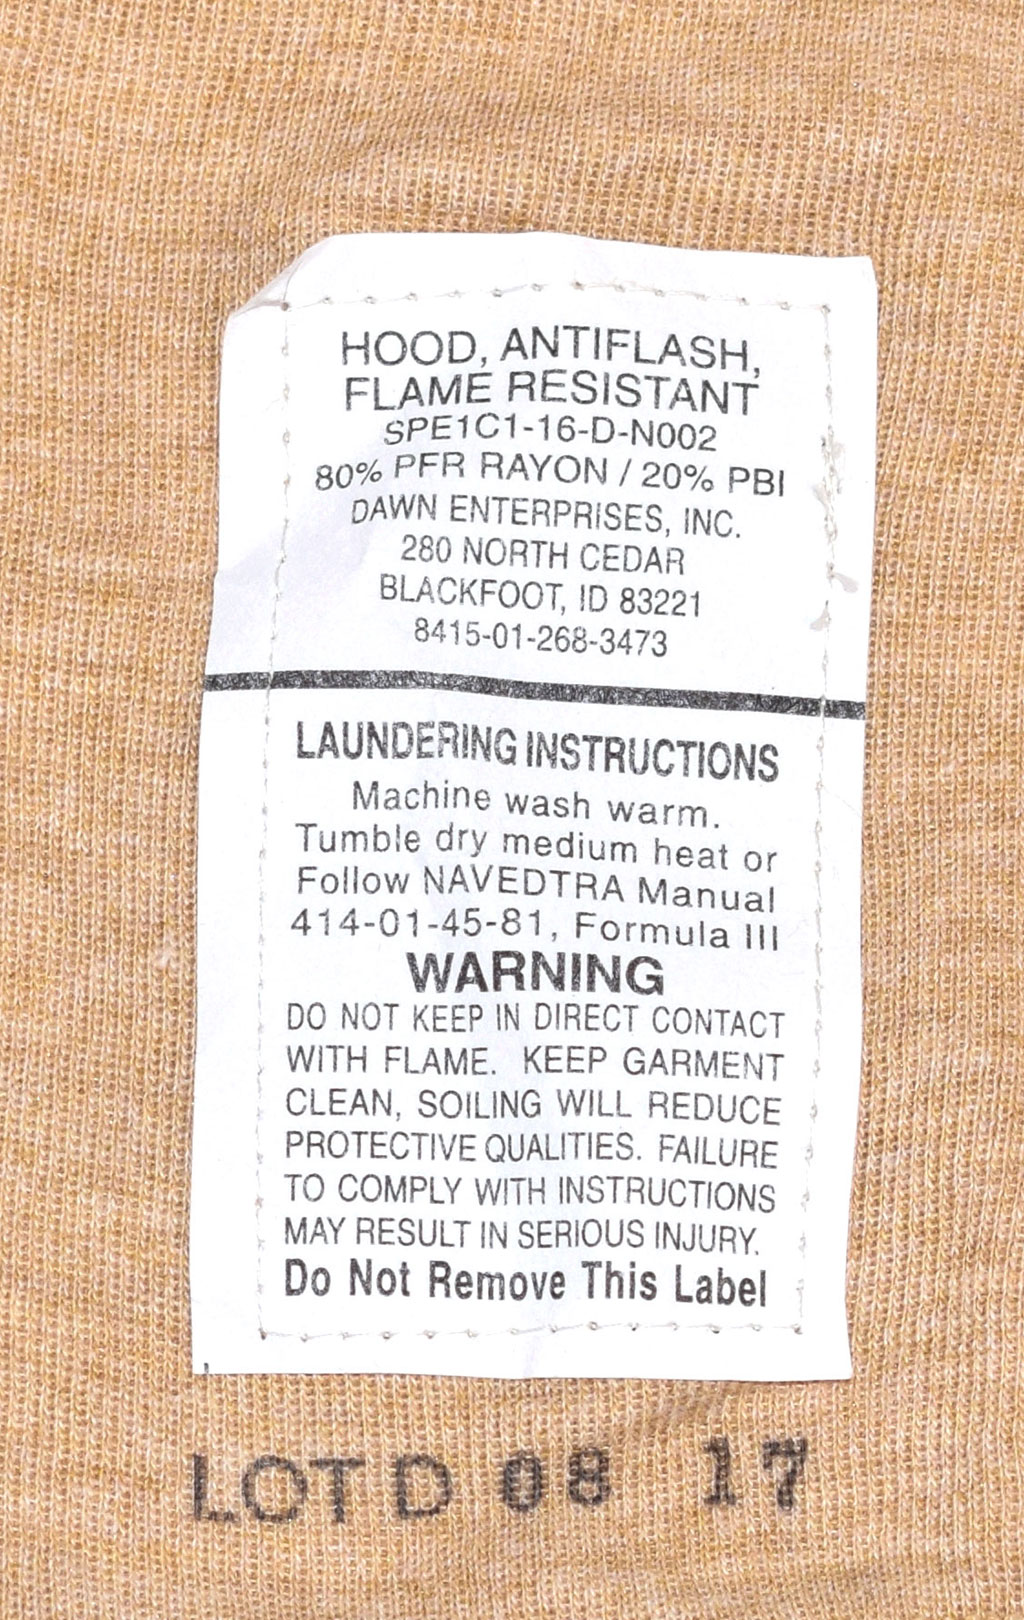 HOOD, ANTIFLASH,
FLAME RESISTANT
SPE1C1-16-D-N002
80% PFR RAYON / 20% PBI
DAWN ENTERPRISES, INC.
280 NORTH CEDAR
BLACKFOOT, ID 83221
8415-01-268-3473
LAUNDERING INSTRUCTIONS
Machine wash warm.
Tumble dry medium heat or
Follow NAVEDTRA Manual
414-01-45-81, Formula III
WARNING
DO NOT KEEP IN DIRECT CONTACT
WITH FLAME. KEEP GARMENT
CLEAN, SOILING WILL REDUCE
PROTECTIVE QUALITIES. FAILURE
TO COMPLY WITH INSTRUCTIONS
MAY RESULT IN SERIOUS INJURY.
Do Not Remove This Label
LOT D 08 17